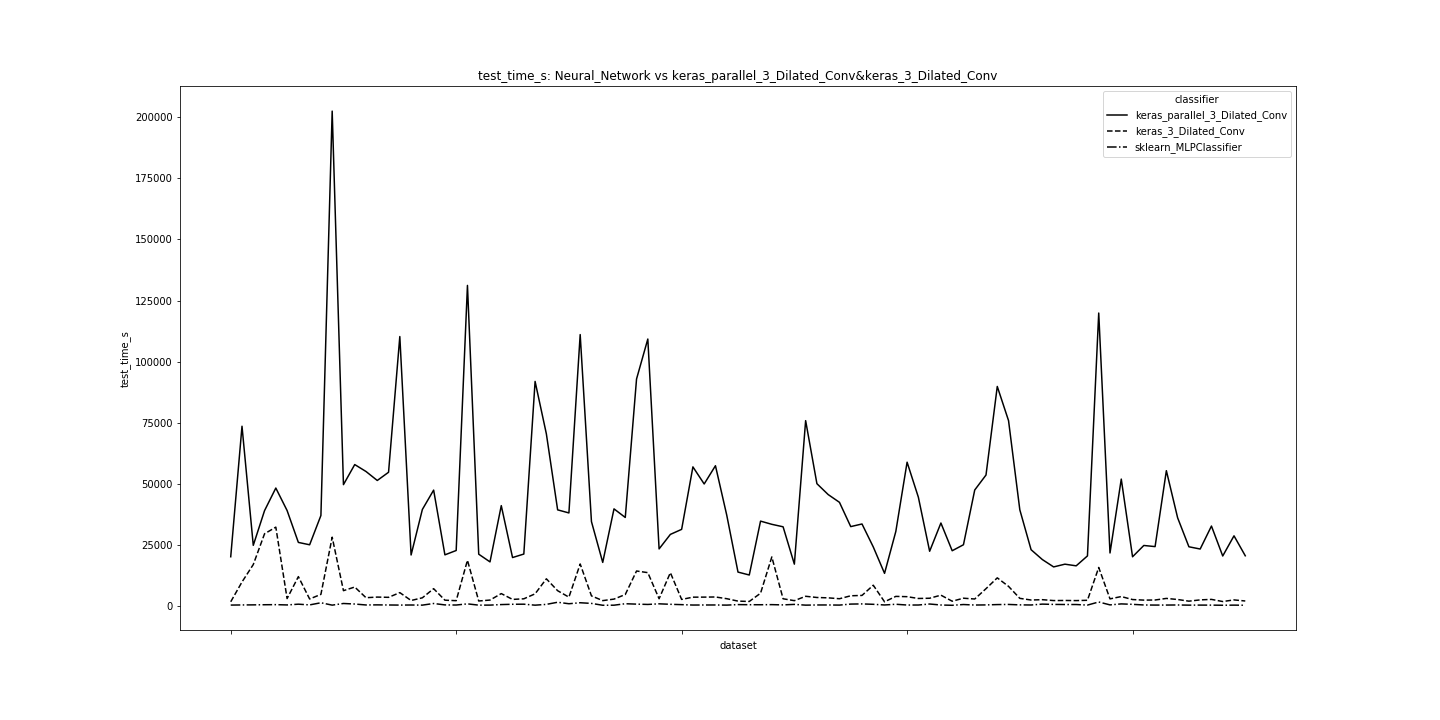 test_time_s: Neural_Network vs keras_parallel_3_Dilated_Conv&keras_3_Dilated_Conv
classifier
keras_parallel_3_Dilated_Conv
keras_3_Dilated_Conv
sklearn_MLPClassifier
200000
175000
150000
125000
100000
75000
50000
25000
0
test_time_s
dataset